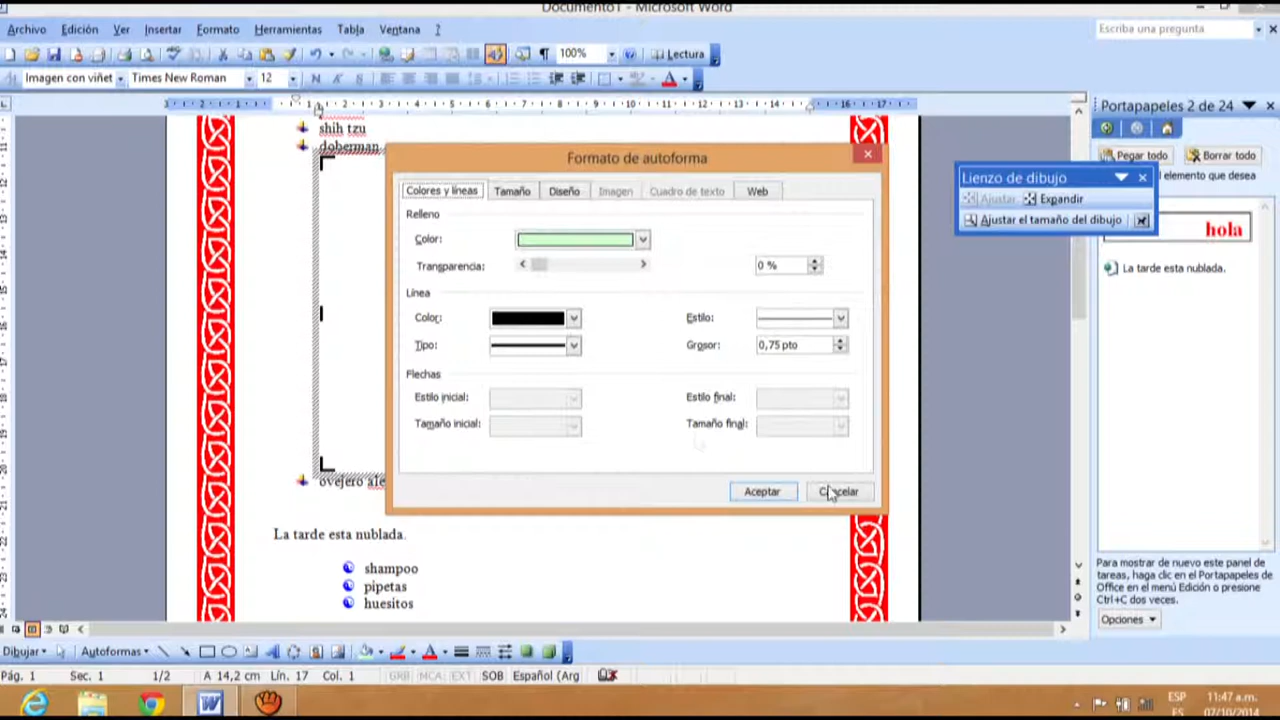 Documento1 - Microsoft Word
Archivo Edición Ver Insertar Formato Herramientas Tabla Ventana ?
Escriba una pregunta
100% Lectura
Imagen con viñet Times New Roman 12
Portapapeles 2 de 24
Pegar todo Borrar todo
el elemento que desea
hola
La tarde esta nublada.
Para mostrar de nuevo este panel de
tareas, haga clic en el Portapapeles de
Office en el menú Edición o presione
Ctrl+C dos veces.
Opciones
Lienzo de dibujo
Ajustar Expandir
Ajustar el tamaño del dibujo
shih tzu
doberman
ovejero ale
La tarde esta nublada.
shampoo
pipetas
huesitos
Formato de autoforma
Colores y líneas Tamaño Diseño Imagen Cuadro de texto Web
Relleno
Color:
Transparencia: 0 %
Línea
Color: Estilo:
Tipo: Grosor: 0,75 pto
Flechas
Estilo inicial: Estilo final:
Tamaño inicial: Tamaño final:
Aceptar Cancelar
Dibujar Autoformas
Pág. 1 Sec. 1 1/2 A 14,2 cm Lín. 17 Col. 1 GRB MCA EXT SOB Español (Arg
ESP
ES
11:47 a.m.
07/10/2014